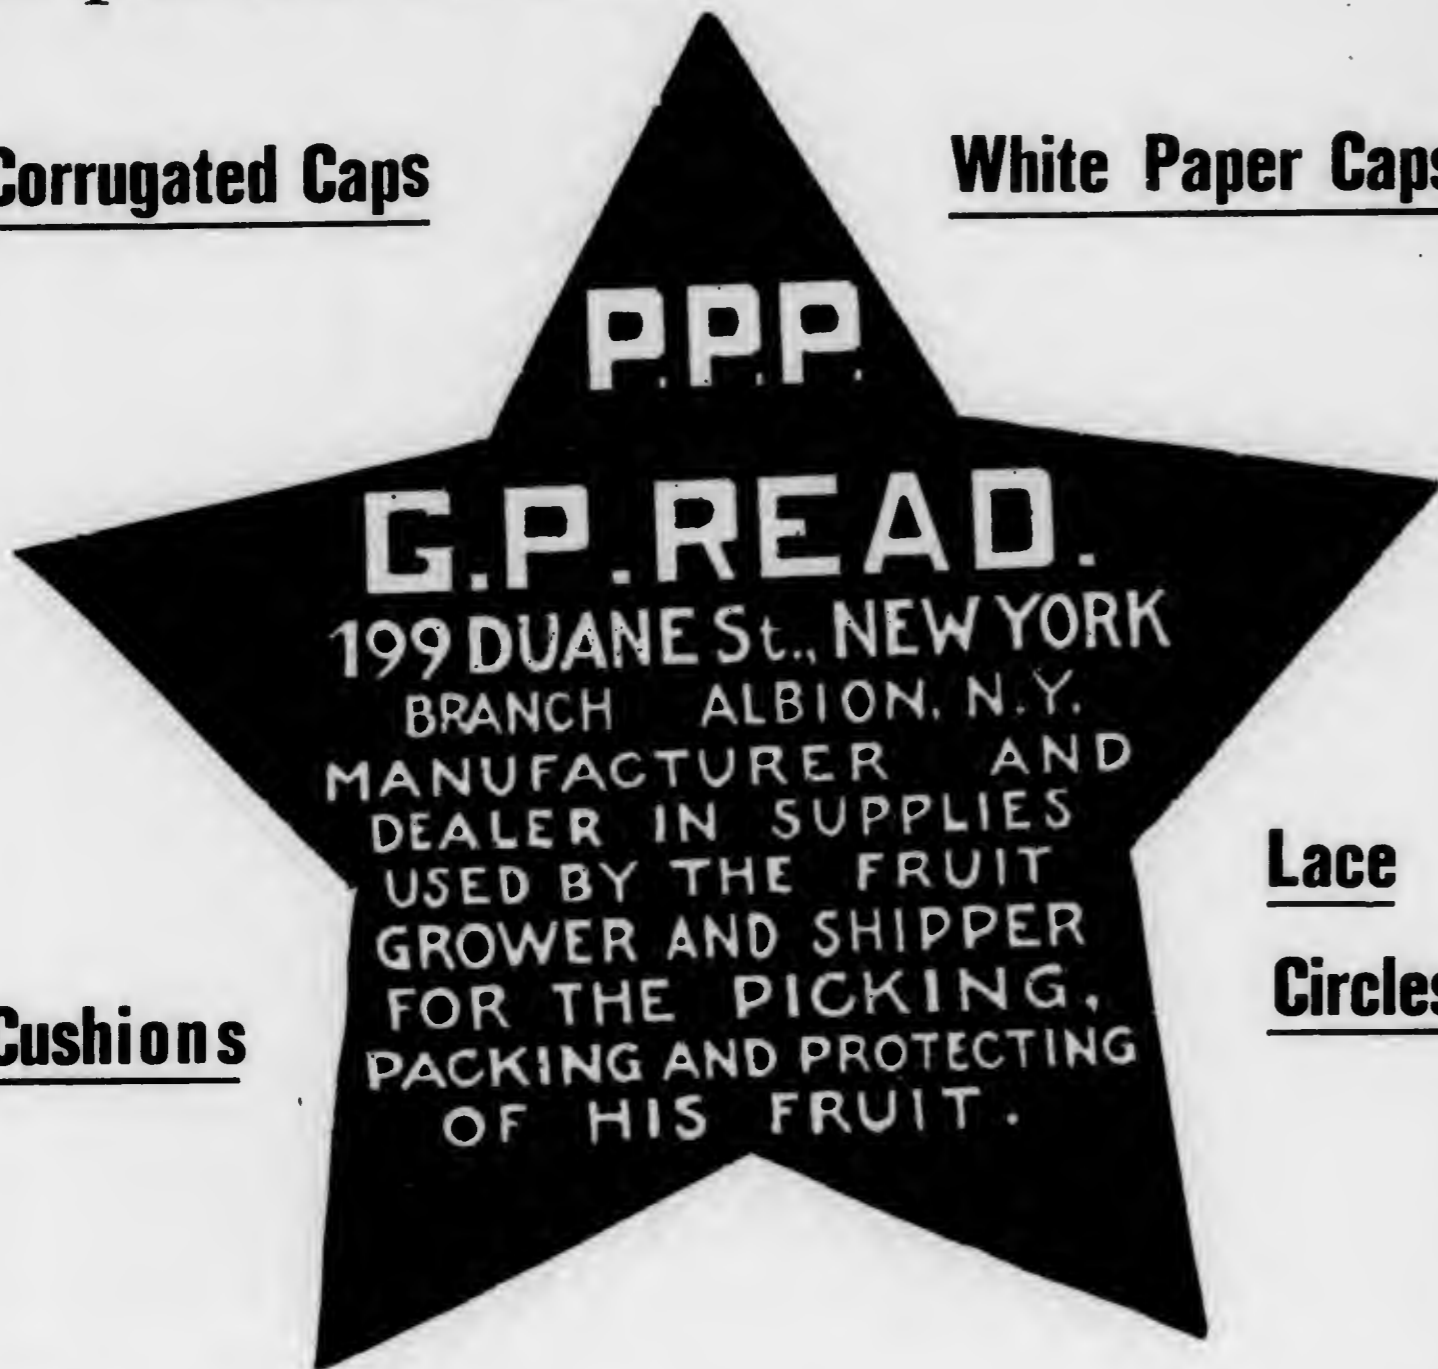 Corrugated Caps
White Paper Caps
P.P.P.
G.P.READ.
199 DUANE St., NEW YORK
BRANCH ALBION, N.Y.
MANUFACTURER AND
DEALER IN SUPPLIES
USED BY THE FRUIT
GROWER AND SHIPPER
FOR THE PICKING,
PACKING AND PROTECTING
OF HIS FRUIT.
Lace
Circles
Cushions